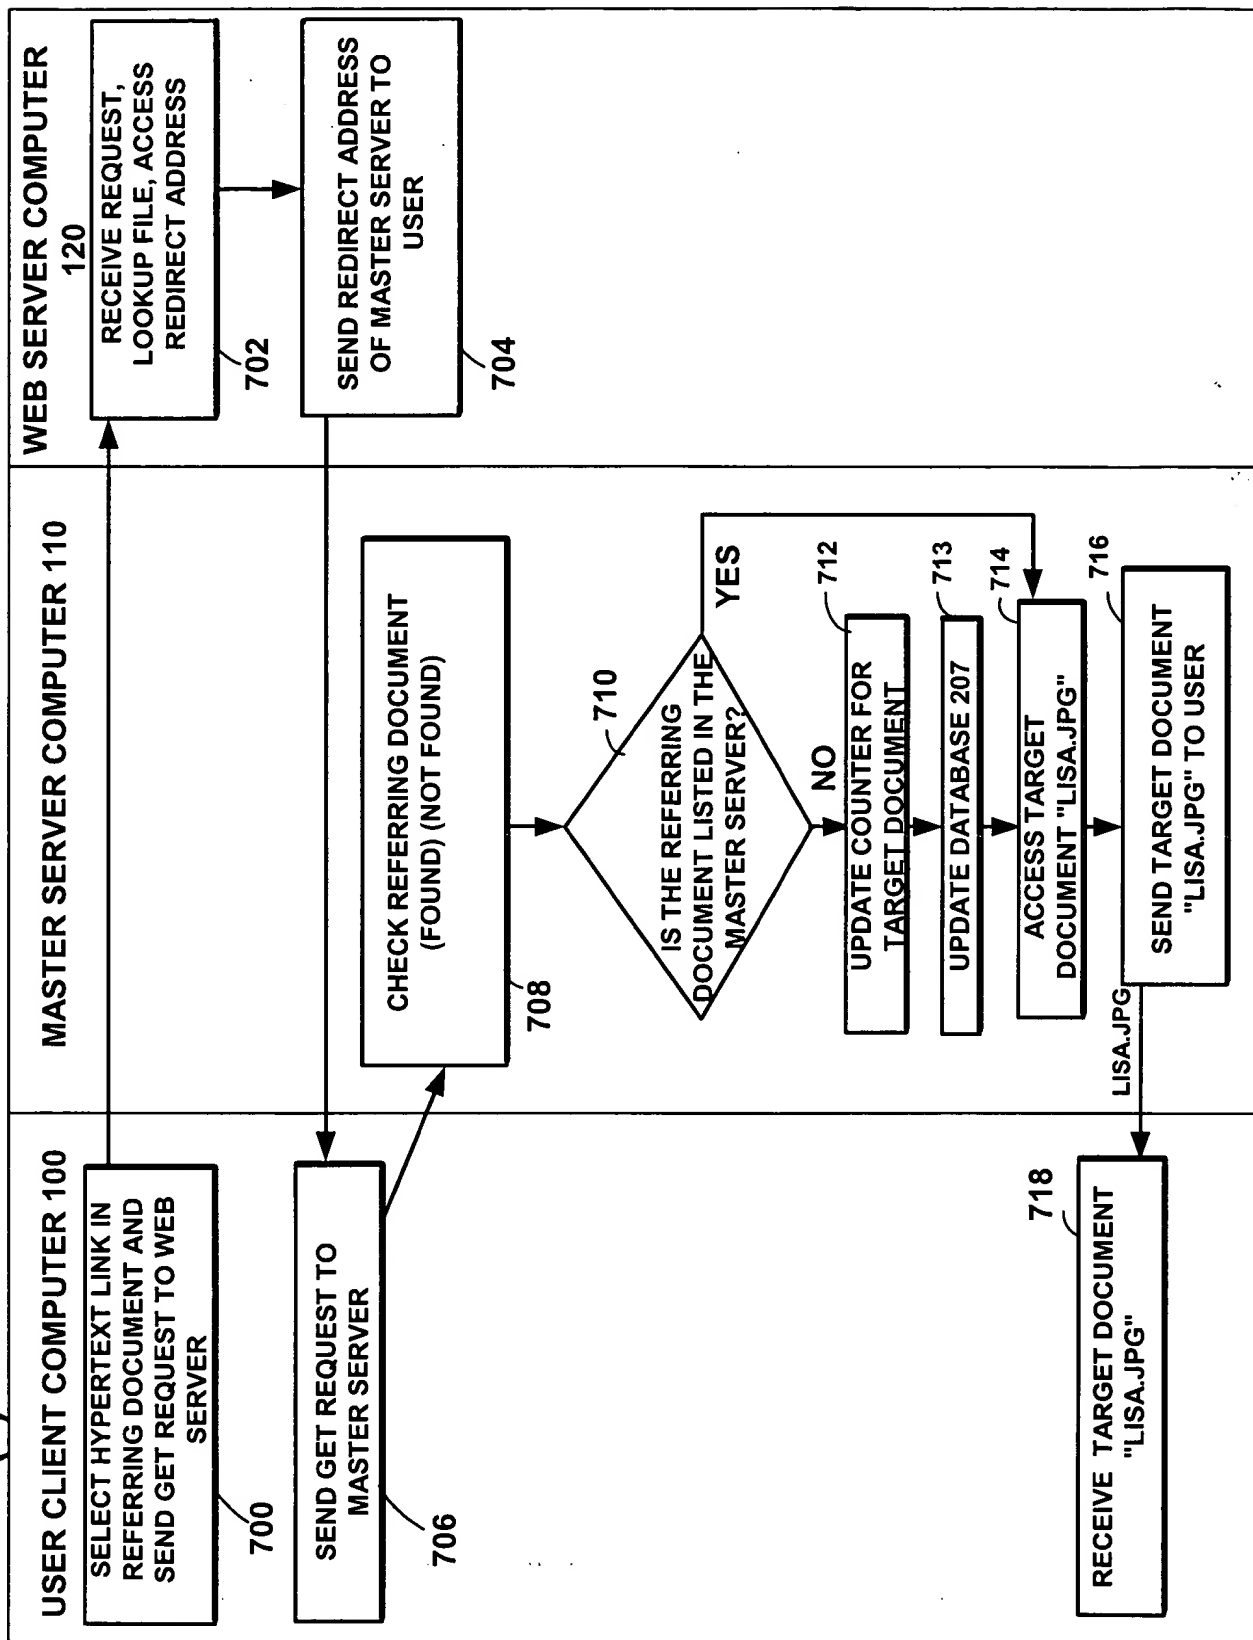 USER CLIENT COMPUTER 100
SELECT HYPERTEXT LINK IN
REFERRING DOCUMENT AND
SEND GET REQUEST TO WEB
SERVER
700
SEND GET REQUEST TO
MASTER SERVER
706
718
RECEIVE TARGET DOCUMENT
"LISA.JPG"
MASTER SERVER COMPUTER 110
CHECK REFERRING DOCUMENT
(FOUND) (NOT FOUND)
708
710
IS THE REFERRING
DOCUMENT LISTED IN THE
MASTER SERVER?
YES
NO
712
UPDATE COUNTER FOR
TARGET DOCUMENT
713
UPDATE DATABASE 207
714
ACCESS TARGET
DOCUMENT "LISA.JPG"
716
SEND TARGET DOCUMENT
"LISA.JPG" TO USER
LISA.JPG
WEB SERVER COMPUTER
120
RECEIVE REQUEST,
LOOKUP FILE, ACCESS
REDIRECT ADDRESS
702
SEND REDIRECT ADDRESS
OF MASTER SERVER TO
USER
704